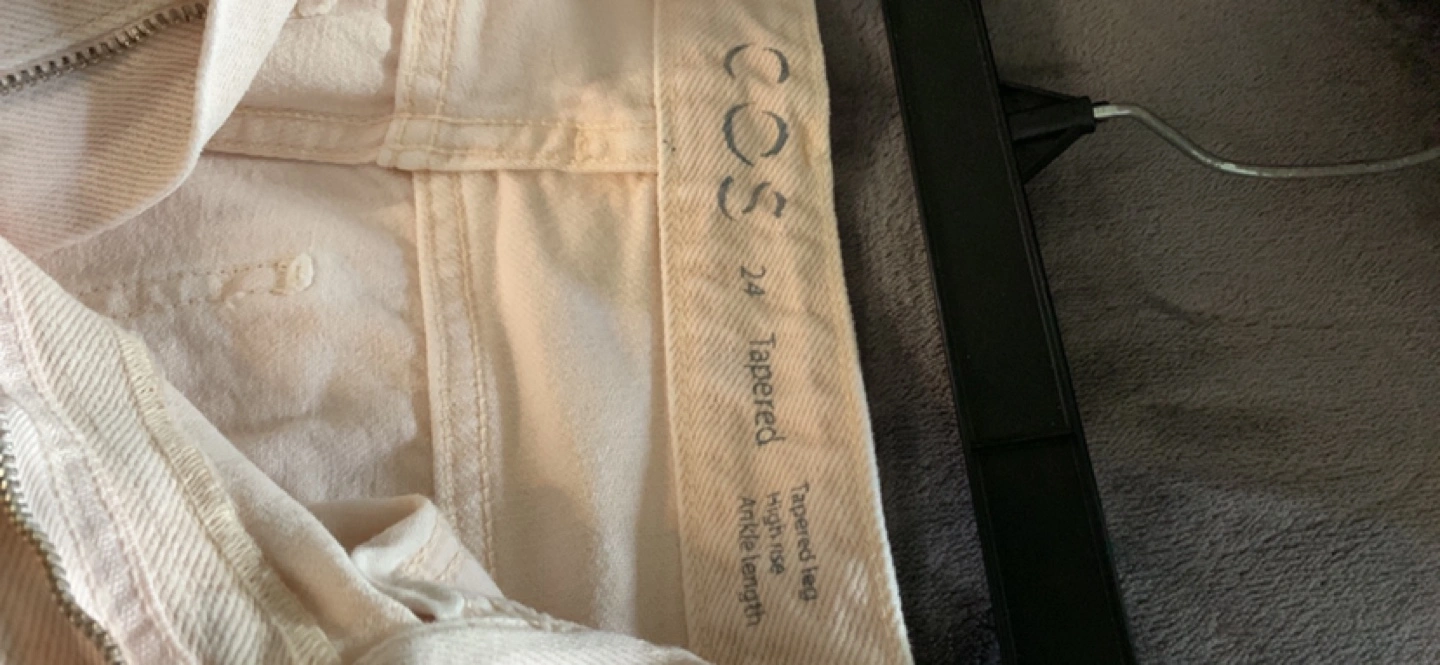 COS
24
Tapered
Tapered leg
High rise
Ankle length